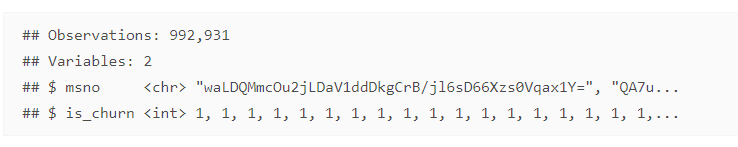 ## Observations: 992,931
## Variables: 2
## $ msno     <chr> "waLDQMmcOu2jLDaV1ddDkgCrB/jl6sD66Xzs0Vqax1Y=", "QA7u...
## $ is_churn <int> 1, 1, 1, 1, 1, 1, 1, 1, 1, 1, 1, 1, 1, 1, 1, 1, 1, 1,...